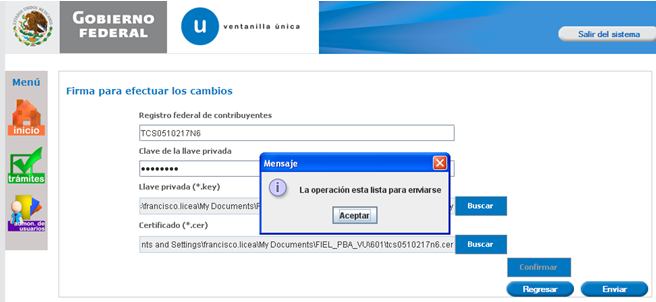 GOBIERNO
FEDERAL
u
ventanilla única
Salir del sistema
Menú
inicio
trámites
admon. de
usuarios
Firma para efectuar los cambios
Registro federal de contribuyentes
TCS0510217N6
Clave de la llave privada
••••••••
Llave privada (*.key)
\francisco.licea\My Documents\F
y
Buscar
Certificado (*.cer)
nts and Settings\francisco.licea\My Documents\FIEL_PBA_VU\601\tcs0510217n6.cer
Buscar
Mensaje
La operación esta lista para enviarse
Aceptar
Confirmar
Regresar
Enviar